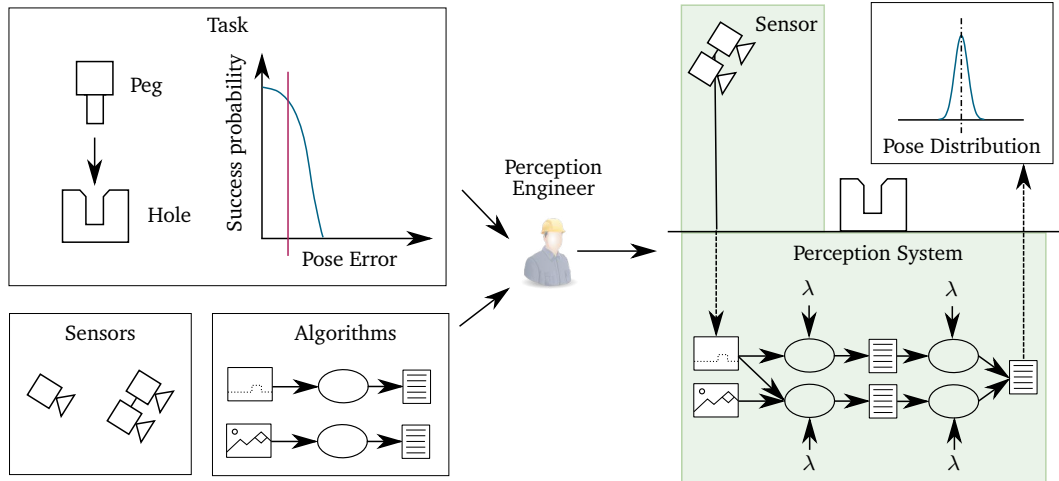 Task
Peg
Hole
Success probability
Pose Error
Sensors
Algorithms
Perception
Engineer
Sensor
Pose Distribution
Perception System
λ
λ
λ
λ